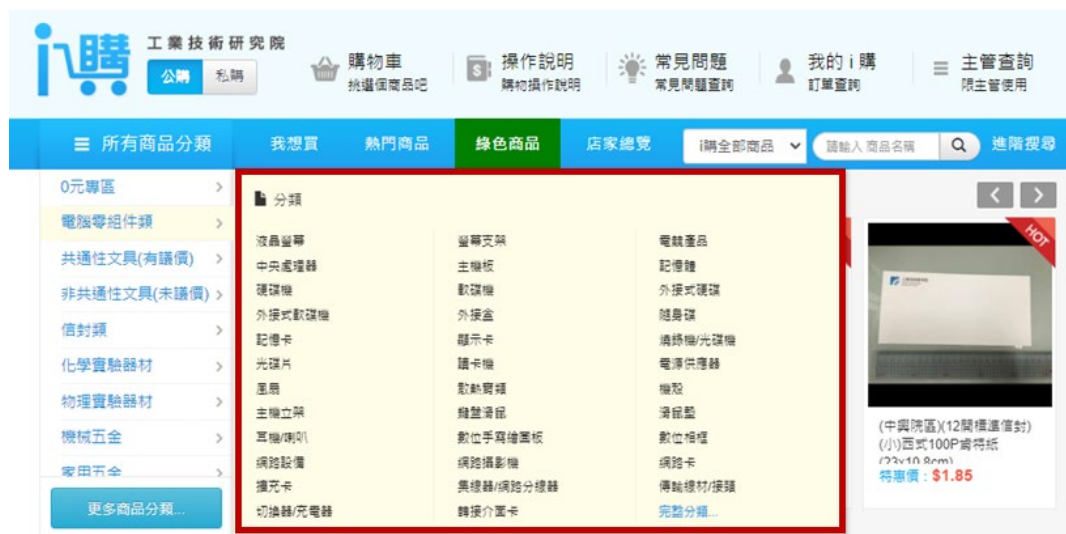 i購
工業技術研究院
公購 私購
購物車
挑選個商品吧
操作說明
購物操作說明
常見問題
常見問題查詢
我的 i 購
訂單查詢
主管查詢
限主管使用
所有商品分類 我想買 熱門商品 綠色商品 店家總覽 i購全部商品 請輸入 商品名稱 進階搜尋
0元專區
電腦零組件類
共通性文具(有議價)
非共通性文具(未議價)
信封類
化學實驗器材
物理實驗器材
機械五金
家用五金
更多商品分類...
分類
液晶螢幕 螢幕支架 電競產品
中央處理器 主機板 記憶體
硬碟機 軟碟機 外接式硬碟
外接式軟碟機 外接盒 隨身碟
記憶卡 顯示卡 燒錄機/光碟機
光碟片 讀卡機 電源供應器
風扇 散熱膏類 機殼
主機立架 鍵盤滑鼠 滑鼠墊
耳機/喇叭 數位手寫繪圖板 數位相框
網路設備 網路攝影機 網路卡
擴充卡 集線器/網路分線器 傳輸線材/接頭
切換器/充電器 轉接介面卡 完整分類...
HOT
(中興院區)(12開標準信封)
(小)西式100P肯特紙
(23x10.8cm)
特惠價：$1.85